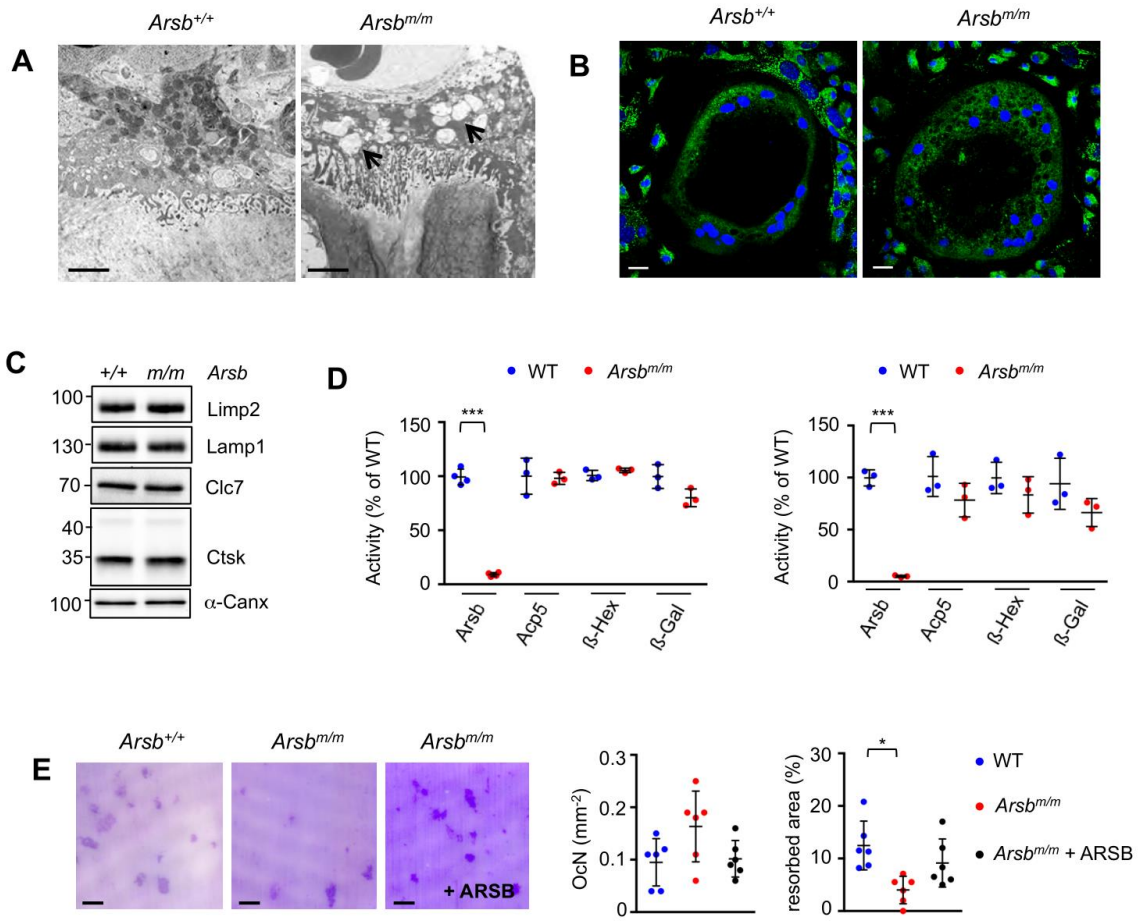 Arsb+/+
Arsbm/m
A
Arsb+/+
Arsbm/m
B
C
+/+ m/m Arsb
100 Limp2
130 Lamp1
70 Clc7
40
35 Ctsk
100 α-Canx
D
WT Arsbm/m
***
Activity (% of WT)
150
100
50
0
Arsb
Acp5
ß-Hex
ß-Gal
WT Arsbm/m
***
Activity (% of WT)
150
100
50
0
Arsb
Acp5
ß-Hex
ß-Gal
E
Arsb+/+
Arsbm/m
Arsbm/m
+ ARSB
OcN (mm-2)
0.3
0.2
0.1
0
resorbed area (%)
30
20
10
0
*
WT
Arsbm/m
Arsbm/m + ARSB